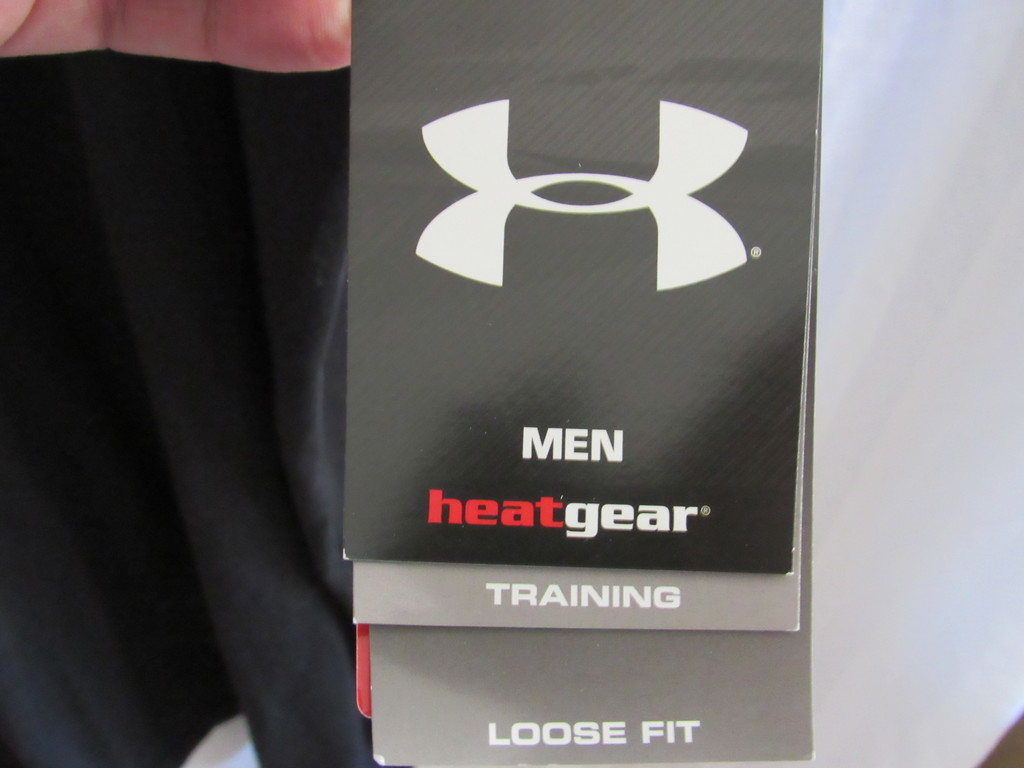 MEN
heatgear®
TRAINING
LOOSE FIT